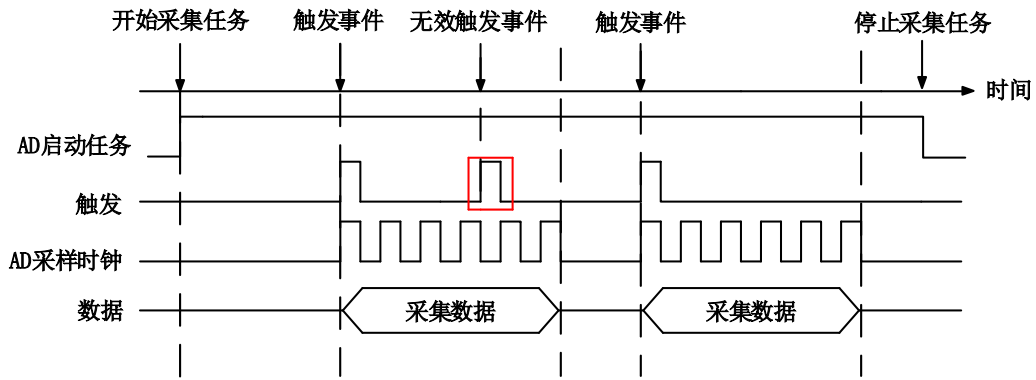 开始采集任务
触发事件
无效触发事件
触发事件
停止采集任务
时间
AD启动任务
触发
AD采样时钟
数据
采集数据
采集数据